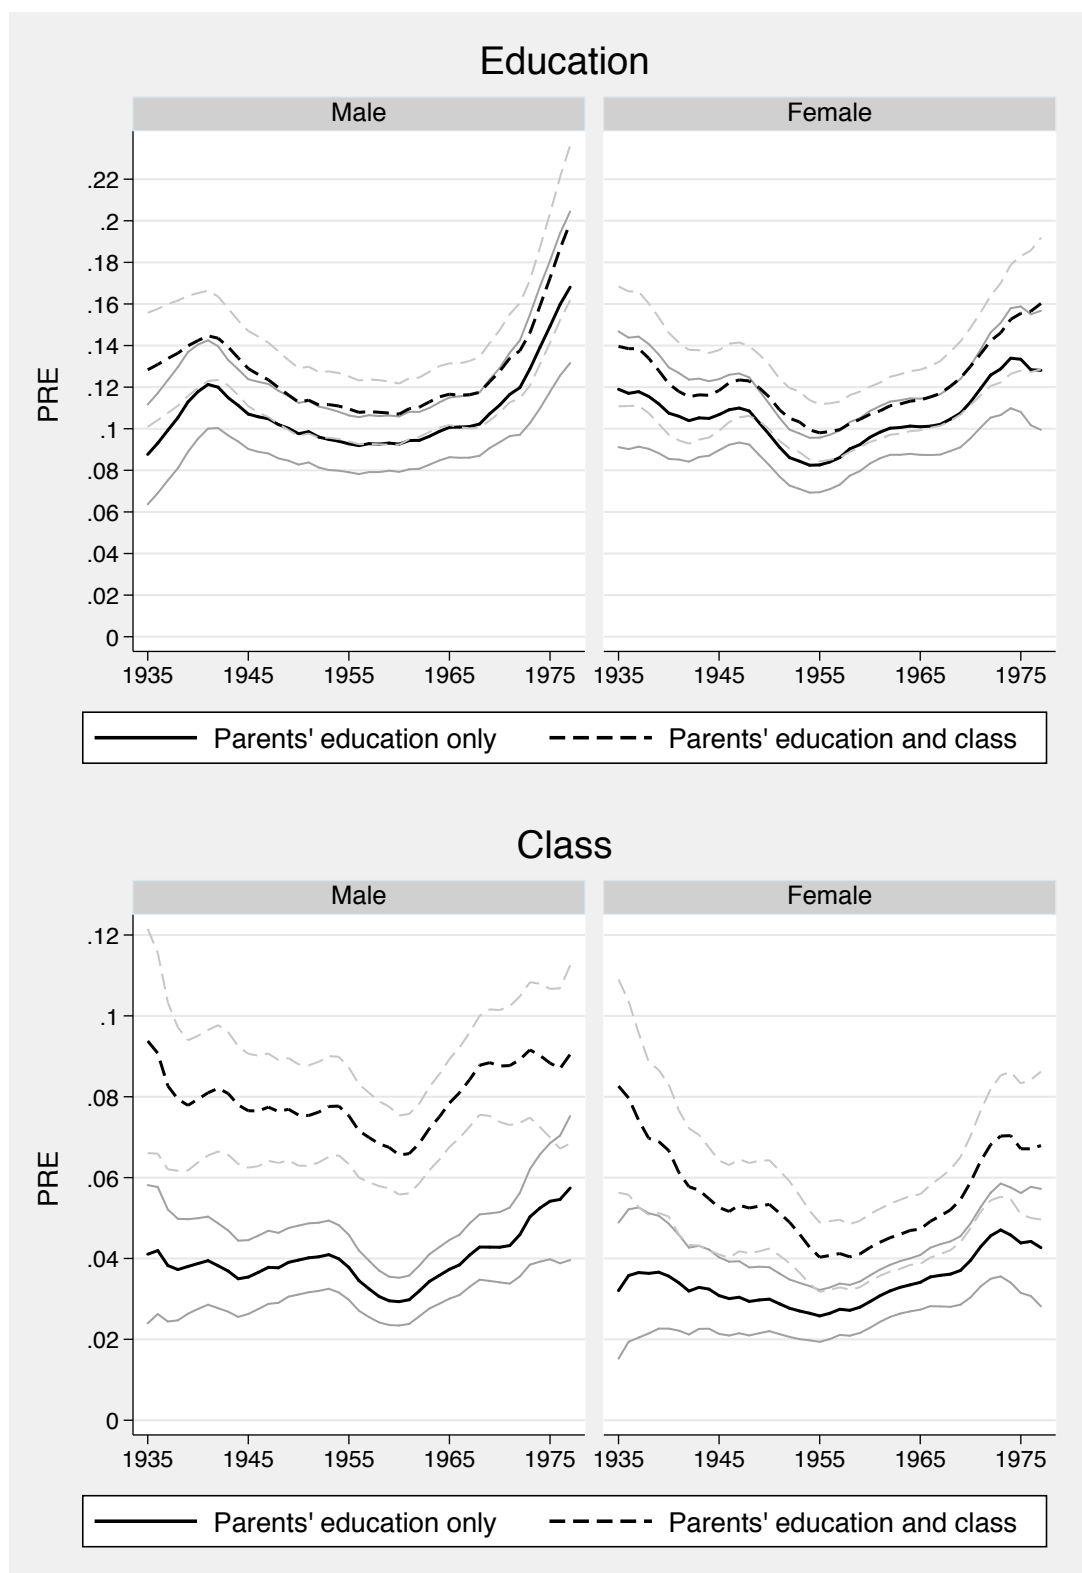 Education
Male Female
PRE
.22
.2
.18
.16
.14
.12
.1
.08
.06
.04
.02
0
1935 1945 1955 1965 1975 1935 1945 1955 1965 1975
Parents' education only Parents' education and class
Class
Male Female
PRE
.12
.1
.08
.06
.04
.02
0
1935 1945 1955 1965 1975 1935 1945 1955 1965 1975
Parents' education only Parents' education and class